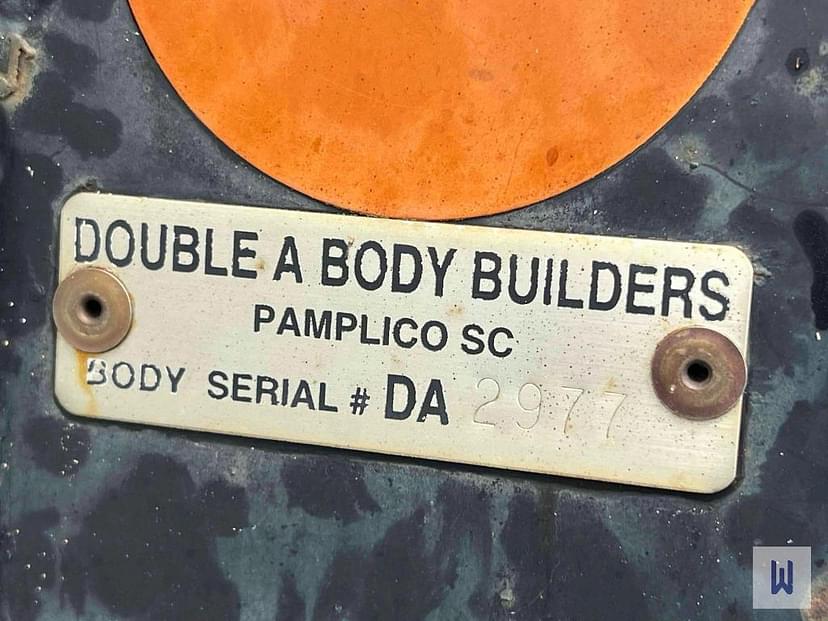 DOUBLE A BODY BUILDERS
PAMPLICO SC
BODY SERIAL # DA 2977
W